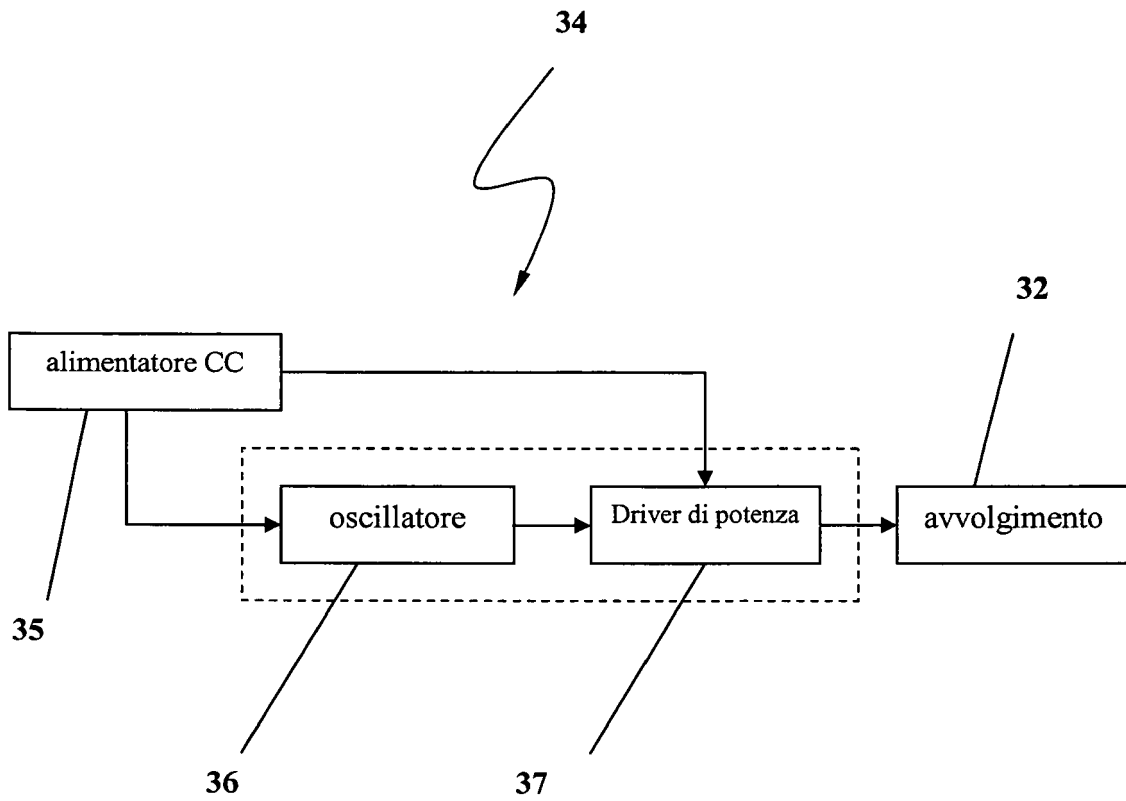 34
32
alimentatore CC
oscillatore
Driver di potenza
avvolgimento
35
36
37